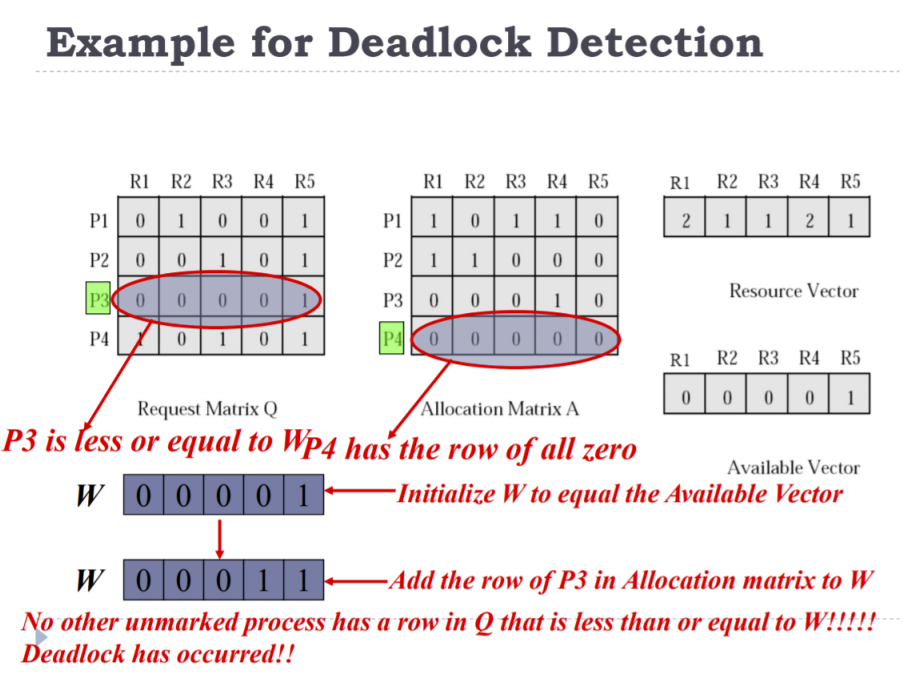 Example for Deadlock Detection
R1 R2 R3 R4 R5
P1 0 1 0 0 1
P2 0 0 1 0 1
P3 0 0 0 0 1
P4 1 0 1 0 1
Request Matrix Q
R1 R2 R3 R4 R5
P1 1 0 1 1 0
P2 1 1 0 0 0
P3 0 0 0 1 0
P4 0 0 0 0 0
Allocation Matrix A
R1 R2 R3 R4 R5
2 1 1 2 1
Resource Vector
R1 R2 R3 R4 R5
0 0 0 0 1
Available Vector
P3 is less or equal to W
P4 has the row of all zero
W 0 0 0 0 1
Initialize W to equal the Available Vector
W 0 0 0 1 1
Add the row of P3 in Allocation matrix to W
No other unmarked process has a row in Q that is less than or equal to W!!!!!
Deadlock has occurred!!